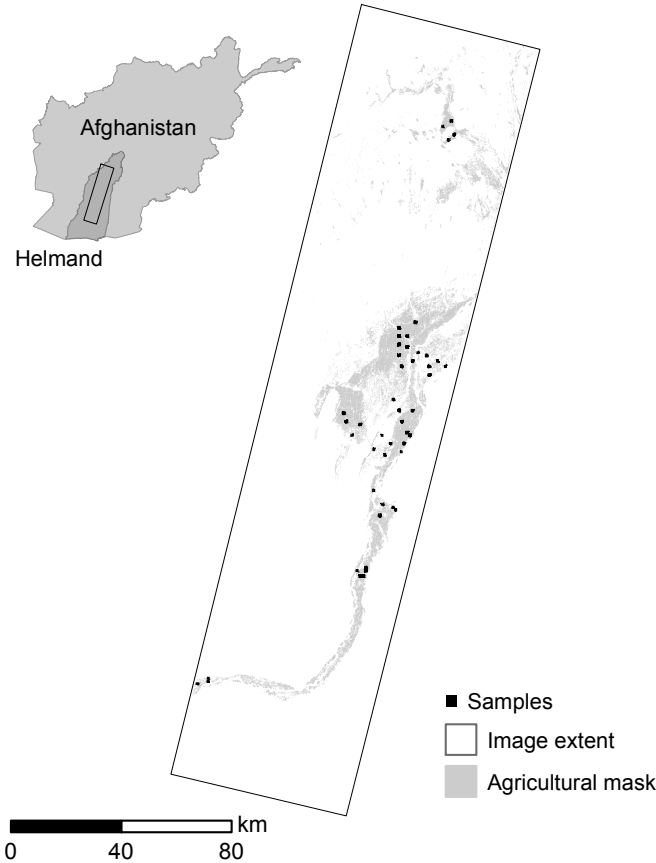 Afghanistan
Helmand
Samples
Image extent
Agricultural mask
km
0 40 80